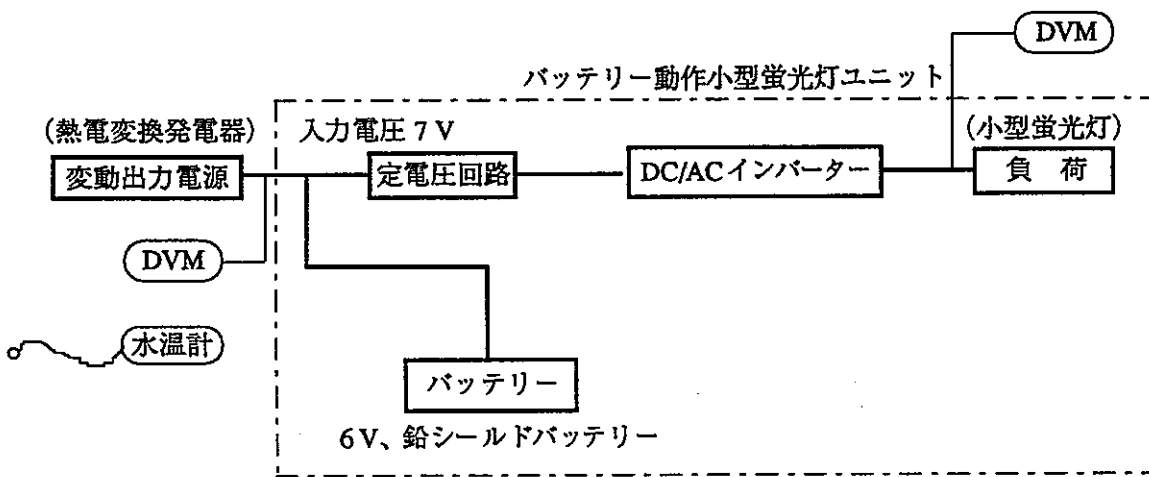 DVM
バッテリー動作小型蛍光灯ユニット
(熱電変換発電器)
入力電圧7V
(小型蛍光灯)
変動出力電源
定電圧回路
DC/ACインバーター
負 荷
DVM
水温計
バッテリー
6V、鉛シールドバッテリー